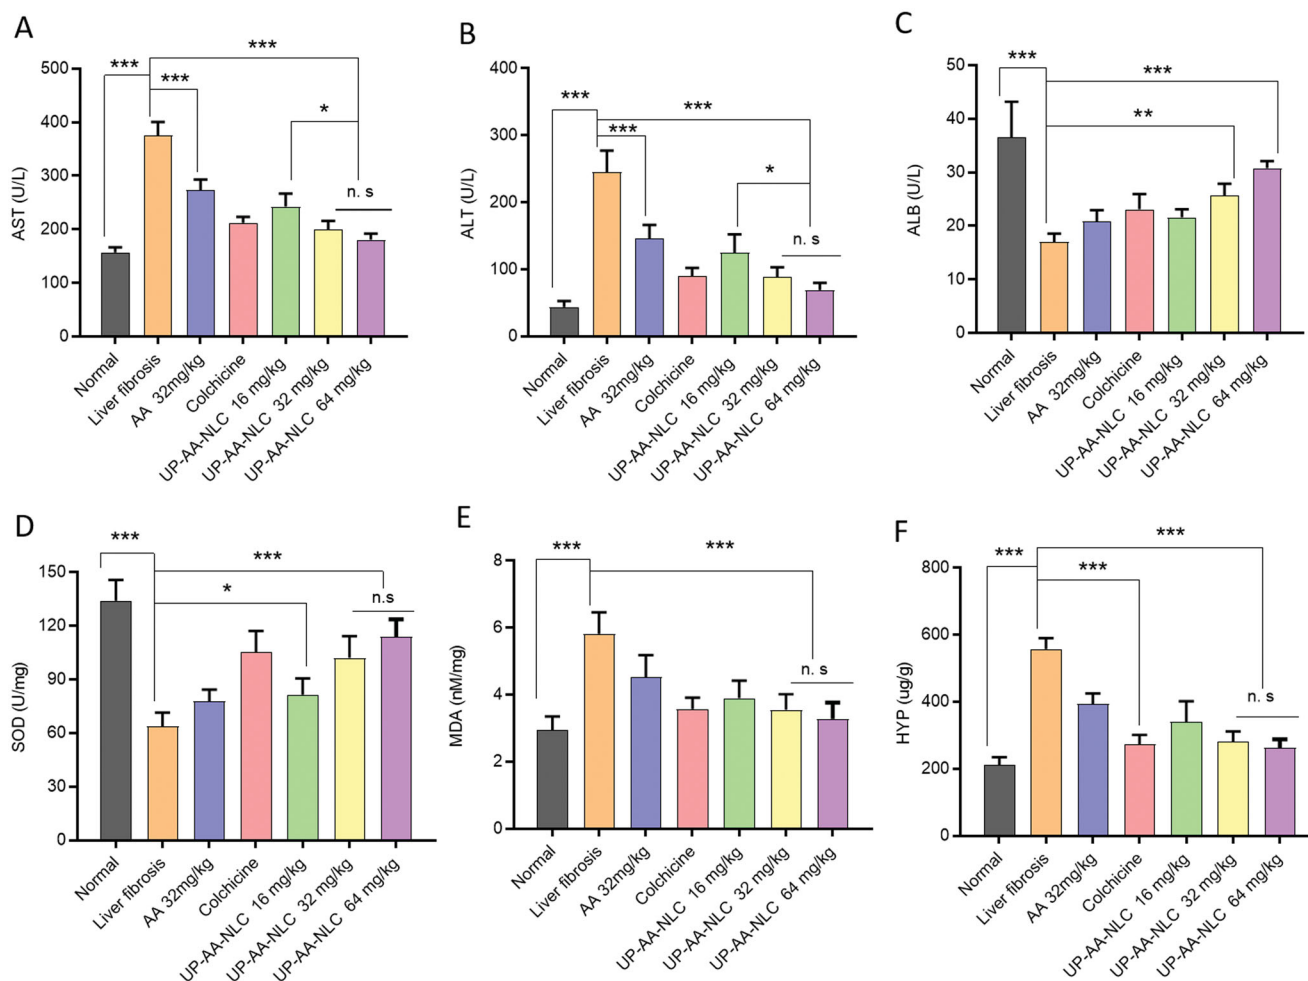 A
***
***
***
*
n. s
500
400
300
200
100
0
AST (U/L)
Normal
Liver fibrosis
AA 32mg/kg
Colchicine
UP-AA-NLC 16 mg/kg
UP-AA-NLC 32 mg/kg
UP-AA-NLC 64 mg/kg
B
***
***
***
*
n. s
400
300
200
100
0
ALT (U/L)
Normal
Liver fibrosis
AA 32mg/kg
Colchicine
UP-AA-NLC 16 mg/kg
UP-AA-NLC 32 mg/kg
UP-AA-NLC 64 mg/kg
C
***
***
**
50
40
30
20
10
0
ALB (U/L)
Normal
Liver fibrosis
AA 32mg/kg
Colchicine
UP-AA-NLC 16 mg/kg
UP-AA-NLC 32 mg/kg
UP-AA-NLC 64 mg/kg
D
***
***
*
n.s
150
120
90
60
30
0
SOD (U/mg)
Normal
Liver fibrosis
AA 32mg/kg
Colchicine
UP-AA-NLC 16 mg/kg
UP-AA-NLC 32 mg/kg
UP-AA-NLC 64 mg/kg
E
***
***
n. s
8
6
4
2
0
MDA (nM/mg)
Normal
Liver fibrosis
AA 32mg/kg
Colchicine
UP-AA-NLC 16 mg/kg
UP-AA-NLC 32 mg/kg
UP-AA-NLC 64 mg/kg
F
***
***
***
n. s
800
600
400
200
0
HYP (ug/g)
Normal
Liver fibrosis
AA 32mg/kg
Colchicine
UP-AA-NLC 16 mg/kg
UP-AA-NLC 32 mg/kg
UP-AA-NLC 64 mg/kg